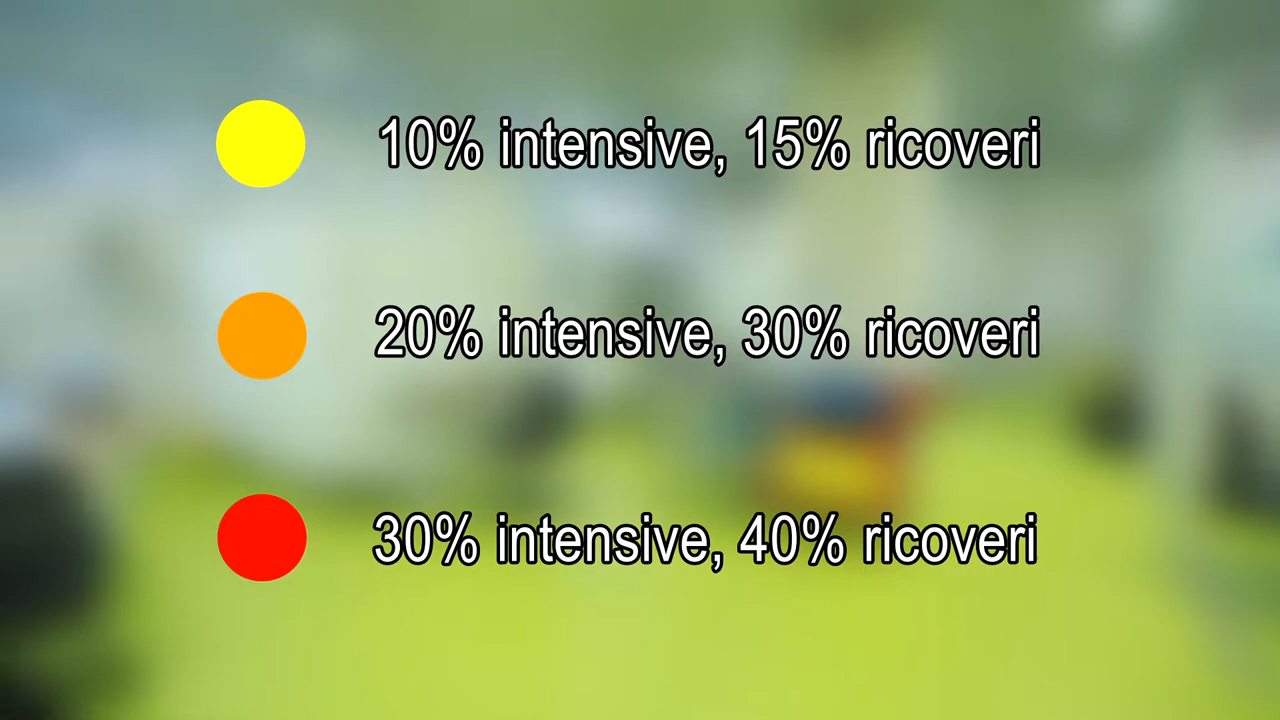 10% intensive, 15% ricoveri
20% intensive, 30% ricoveri
30% intensive, 40% ricoveri